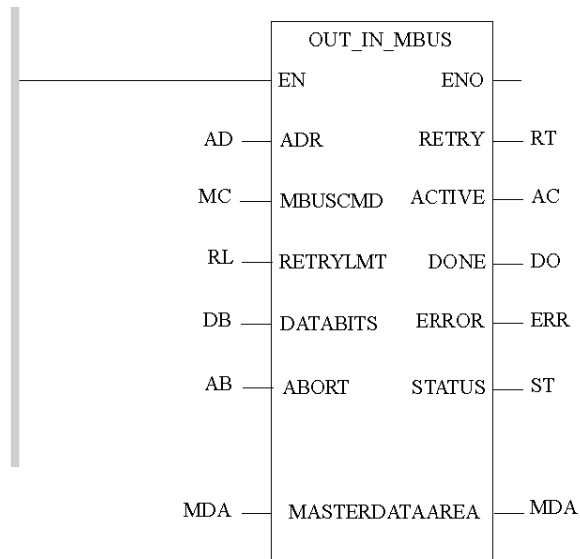 OUT_IN_MBUS
EN ENO
AD ADR RETRY RT
MC MBUSCMD ACTIVE AC
RL RETRYLMT DONE DO
DB DATABITS ERROR ERR
AB ABORT STATUS ST
MDA MASTERDATAAREA MDA